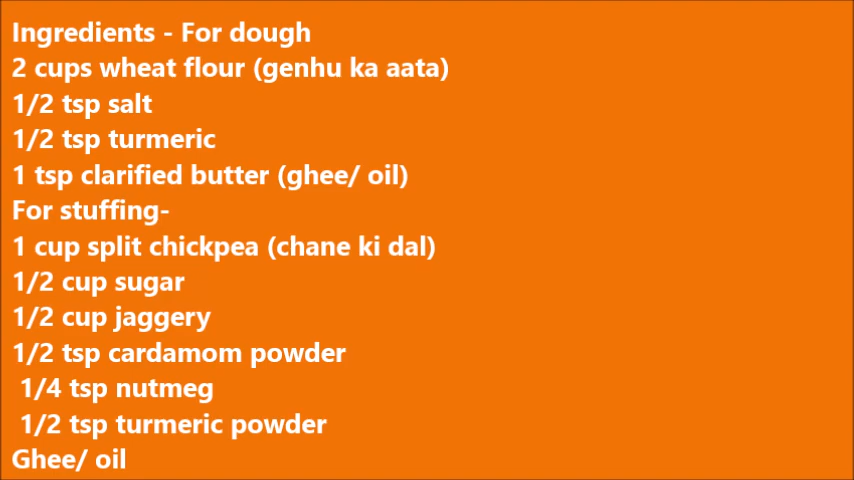 Ingredients - For dough
2 cups wheat flour (genhu ka aata)
1/2 tsp salt
1/2 tsp turmeric
1 tsp clarified butter (ghee/ oil)
For stuffing-
1 cup split chickpea (chane ki dal)
1/2 cup sugar
1/2 cup jaggery
1/2 tsp cardamom powder
1/4 tsp nutmeg
1/2 tsp turmeric powder
Ghee/ oil